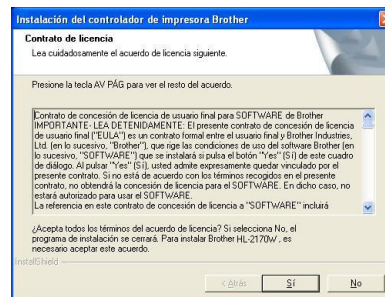 Instalación del controlador de impresora Brother
Contrato de licencia
Lea cuidadosamente el acuerdo de licencia siguiente.
Presione la tecla AV PÁG para ver el resto del acuerdo.
Contrato de concesión de licencia de usuario final para SOFTWARE de Brother
IMPORTANTE- LEA DETENIDAMENTE: El presente contrato de concesión de licencia
de usuario final ("EULA") es un contrato formal entre el usuario final y Brother Industries,
Ltd. (en lo sucesivo, "Brother"), que rige las condiciones de uso del software Brother (en
lo sucesivo, "SOFTWARE") que se instalará si pulsa el botón "Yes" (Sí) de este cuadro
de diálogo. Al pulsar "Yes" (Sí), usted admite expresamente quedar vinculado por el
presente contrato. Si no está de acuerdo con los términos recogidos en el presente
contrato, no obtendrá la concesión de licencia para el SOFTWARE. En dicho caso, no
estará autorizado para usar el SOFTWARE.
La referencia en este contrato de concesión de licencia a "SOFTWARE" incluirá
¿Acepta todos los términos del acuerdo de licencia? Si selecciona No, el
programa de instalación se cerrará. Para instalar Brother HL-2170W, es
necesario aceptar este acuerdo.
InstallShield
< Atrás
Sí
No